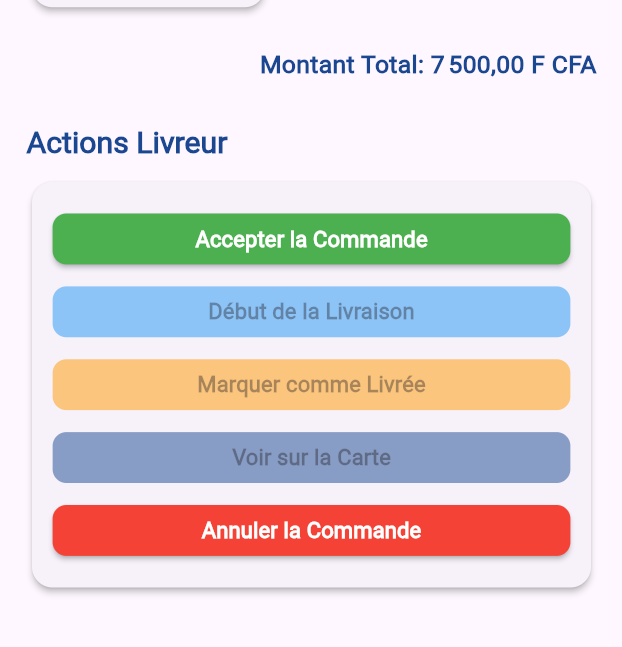 Montant Total: 7 500,00 F CFA
Actions Livreur
Accepter la Commande
Début de la Livraison
Marquer comme Livrée
Voir sur la Carte
Annuler la Commande